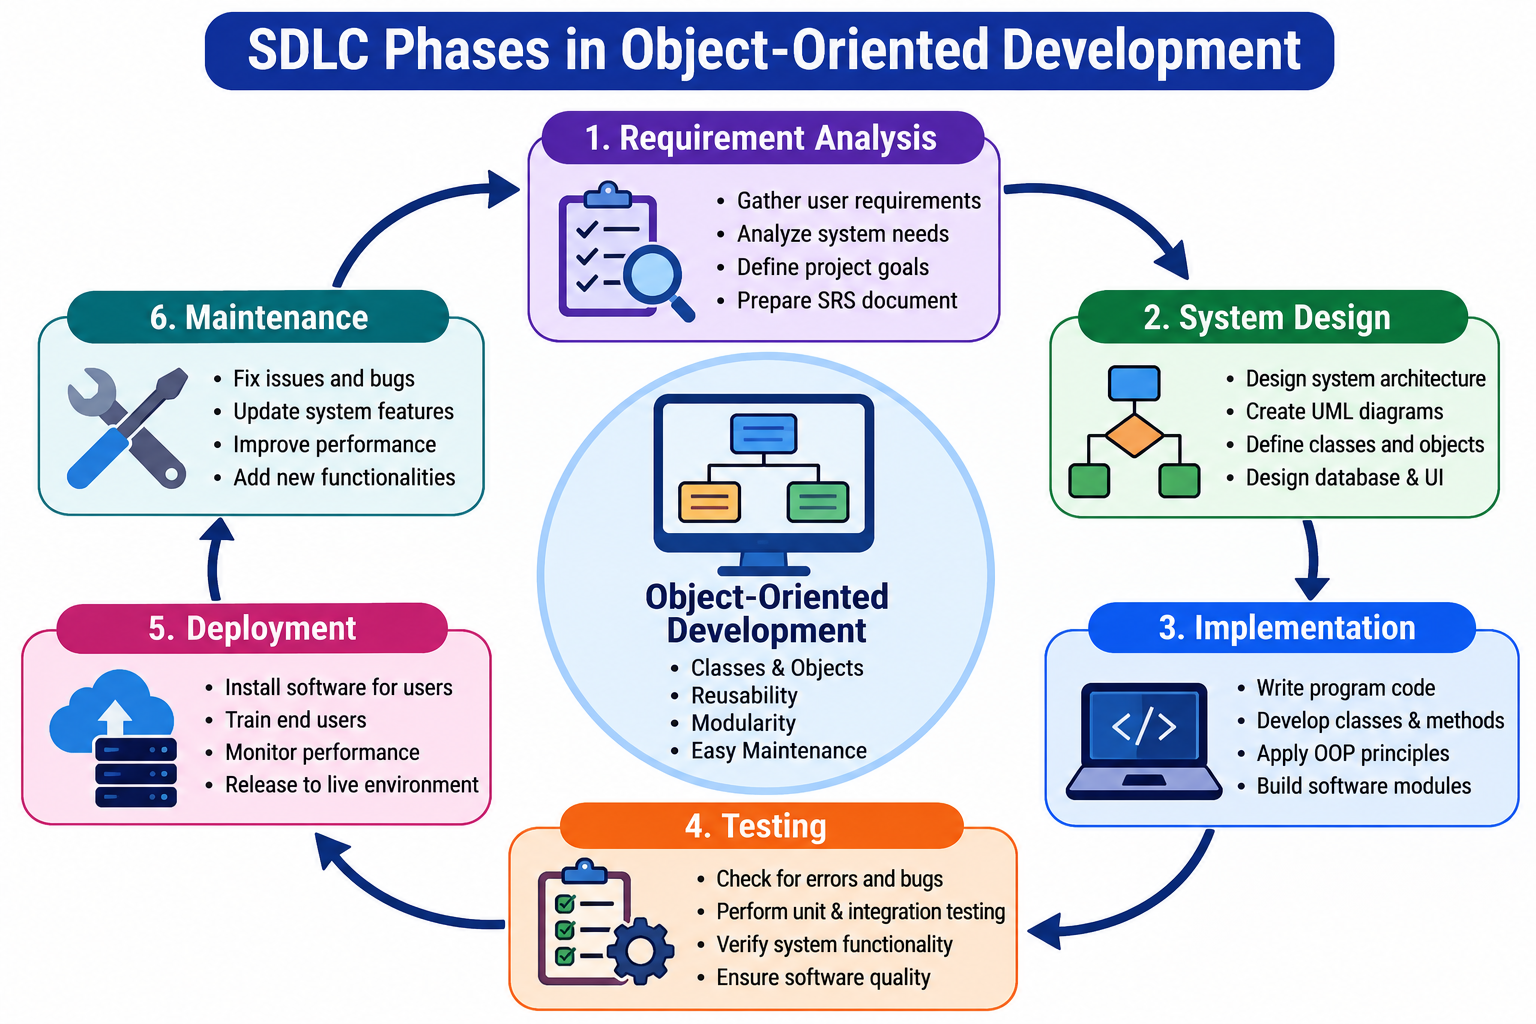 SDLC Phases in Object-Oriented Development
1. Requirement Analysis
• Gather user requirements
• Analyze system needs
• Define project goals
• Prepare SRS document
2. System Design
• Design system architecture
• Create UML diagrams
• Define classes and objects
• Design database & UI
3. Implementation
</>
• Write program code
• Develop classes & methods
• Apply OOP principles
• Build software modules
4. Testing
• Check for errors and bugs
• Perform unit & integration testing
• Verify system functionality
• Ensure software quality
5. Deployment
• Install software for users
• Train end users
• Monitor performance
• Release to live environment
6. Maintenance
• Fix issues and bugs
• Update system features
• Improve performance
• Add new functionalities
Object-Oriented
Development
• Classes & Objects
• Reusability
• Modularity
• Easy Maintenance